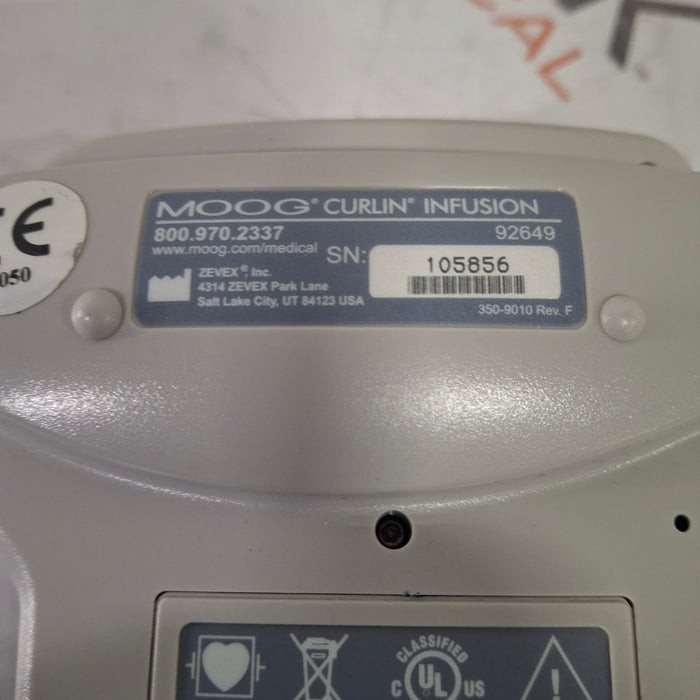 CAL
MOOG® CURLIN® INFUSION
800.970.2337 92649
www.moog.com/medical SN: 105856
ZEVEX®, Inc.
4314 ZEVEX Park Lane
Salt Lake City, UT 84123 USA
350-9010 Rev. F
CE
050
CLASSIFIED
C UL US